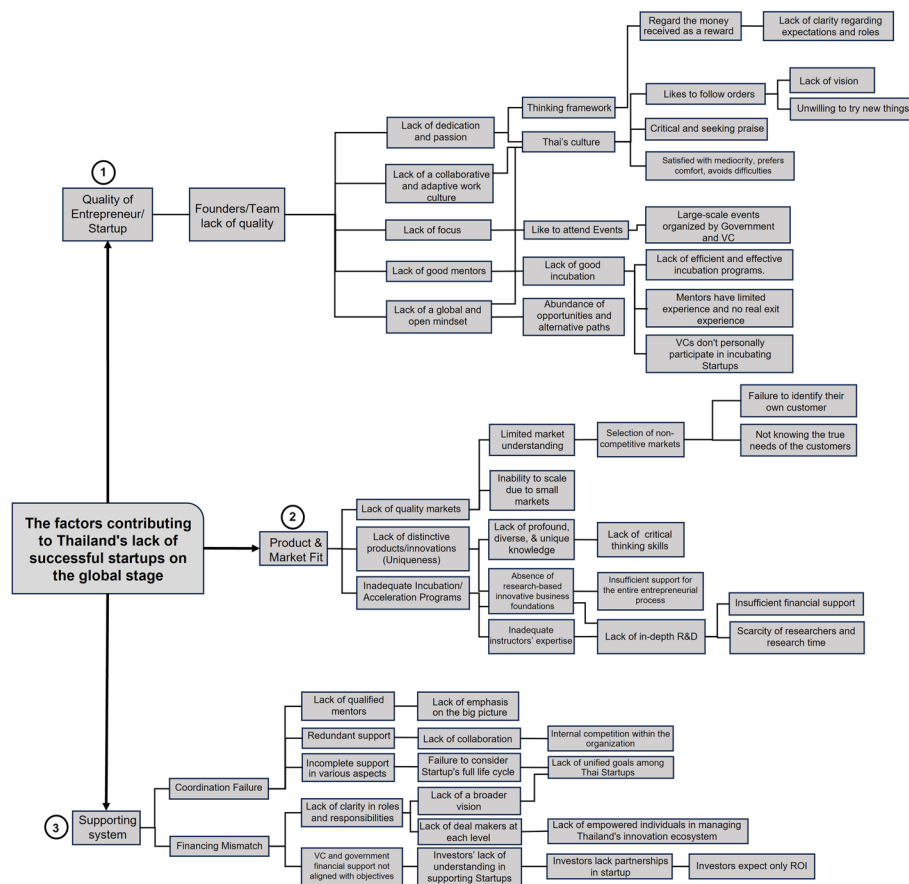 Regard the money
received as a reward
Lack of clarity regarding
expectations and roles
Lack of vision
Likes to follow orders
Unwilling to try new things
Thinking framework
Lack of dedication
and passion
Critical and seeking praise
Thai's culture
Satisfied with mediocrity, prefers
comfort, avoids difficulties
1
Lack of a collaborative
and adaptive work
culture
Quality of
Entrepreneur/
Startup
Founders/Team
lack of quality
Lack of focus
Like to attend Events
Large-scale events
organized by Government
and VC
Lack of good mentors
Lack of good
incubation
Lack of efficient and effective
incubation programs.
Lack of a global and
open mindset
Abundance of
opportunities and
alternative paths
Mentors have limited
experience and no real exit
experience
VCs don't personally
participate in incubating
Startups
Failure to identify their
own customer
Limited market
understanding
Selection of non-
competitive markets
Not knowing the true
needs of the customers
Inability to scale
due to small
markets
Lack of quality markets
The factors contributing
to Thailand's lack of
successful startups on
the global stage
2
Product &
Market Fit
Lack of distinctive
products/innovations
(Uniqueness)
Lack of profound,
diverse, & unique
knowledge
Lack of critical
thinking skills
Inadequate Incubation/
Acceleration Programs
Absence of
research-based
innovative business
foundations
Insufficient support for
the entire entrepreneurial
process
Insufficient financial support
Inadequate
instructors' expertise
Lack of in-depth R&D
Scarcity of researchers and
research time
Lack of qualified
mentors
Lack of emphasis
on the big picture
Redundant support
Lack of collaboration
Internal competition within the
organization
Coordination Failure
Incomplete support
in various aspects
Failure to consider
Startup's full life cycle
Lack of unified goals among
Thai Startups
3
Supporting
system
Lack of clarity in roles
and responsibilities
Lack of a broader
vision
Lack of deal makers at
each level
Lack of empowered individuals in managing
Thailand's innovation ecosystem
Financing Mismatch
VC and government
financial support not
aligned with objectives
Investors' lack of
understanding in
supporting Startups
Investors lack partnerships
in startup
Investors expect only ROI